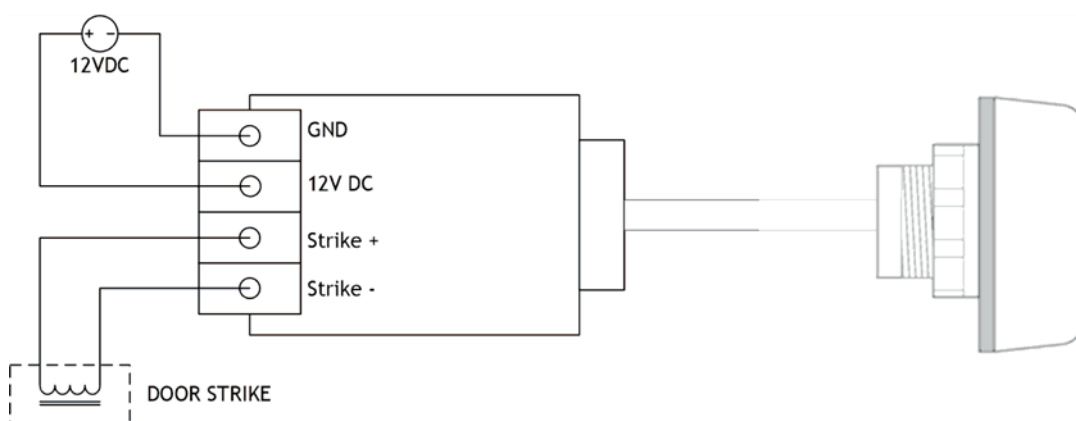 + -
12VDC
GND
12V DC
Strike +
Strike -
DOOR STRIKE